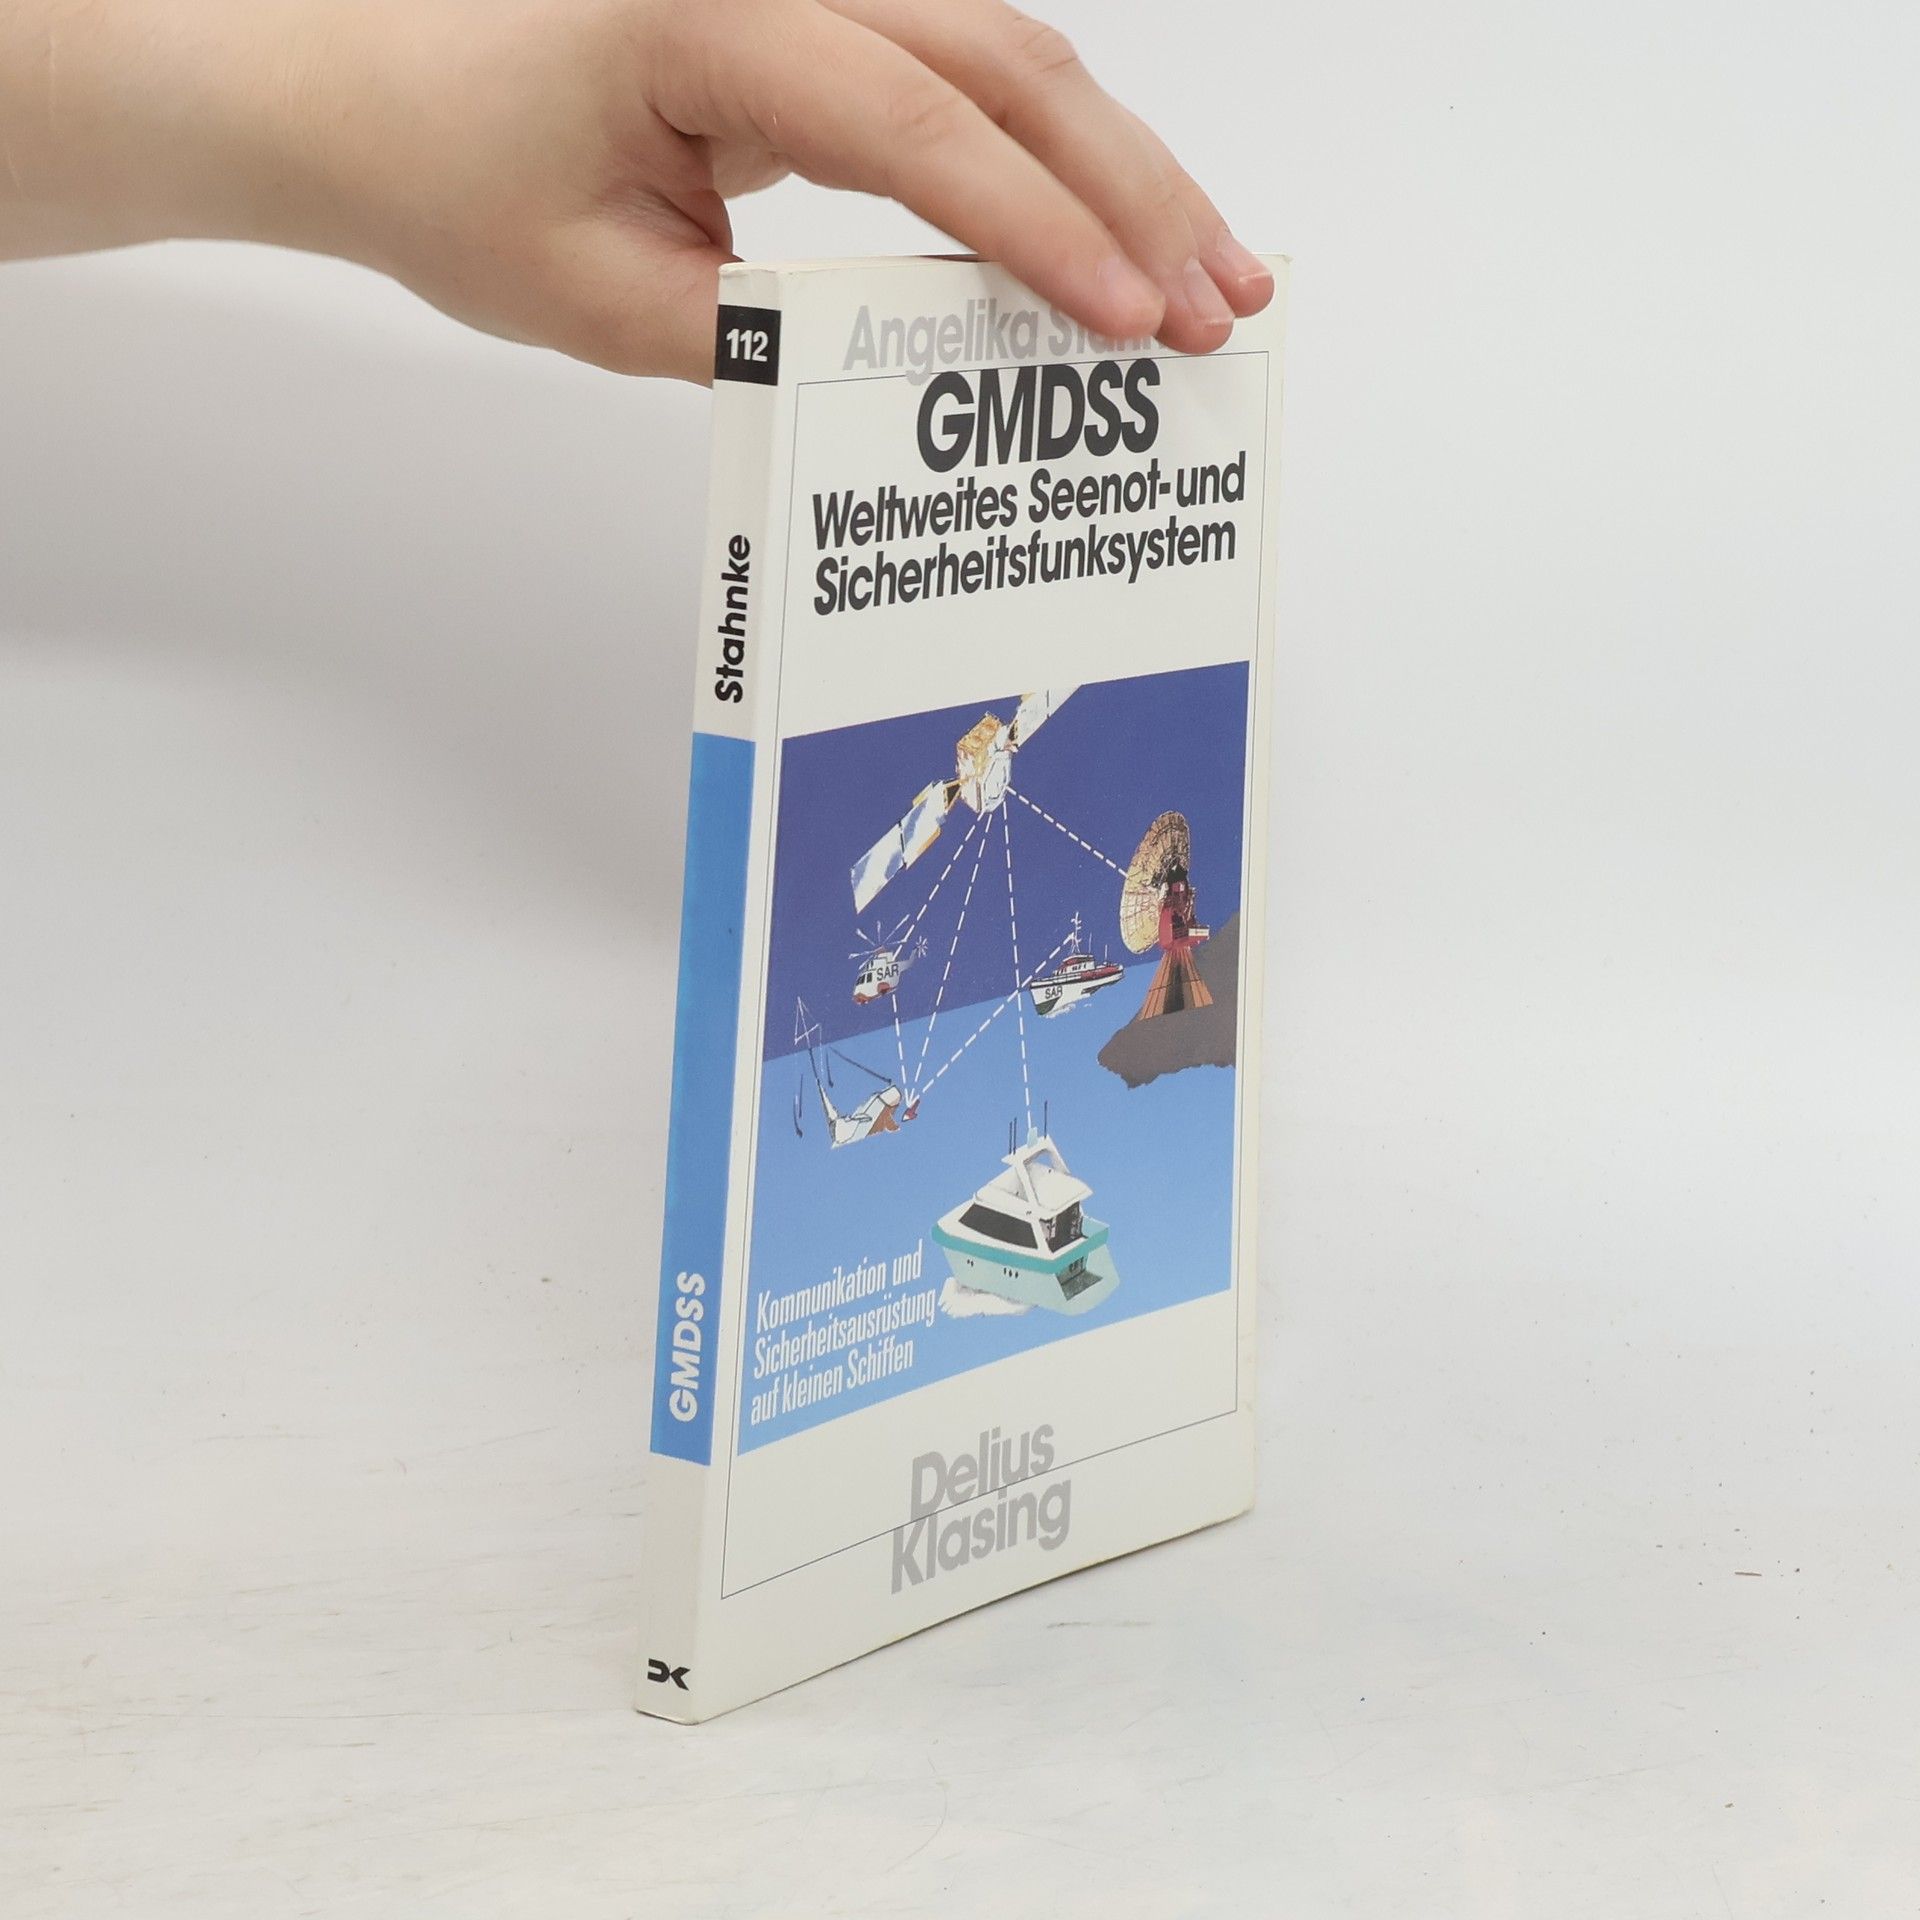 112
Stahnke
GMDSS
Angelika
GMDSS
Weltweites Seenot-und
Sicherheitsfunksystem
SAR
SAR
Kommunikation und
Sicherheitsausrüstung
auf kleinen Schiffen
Delius
Klasing